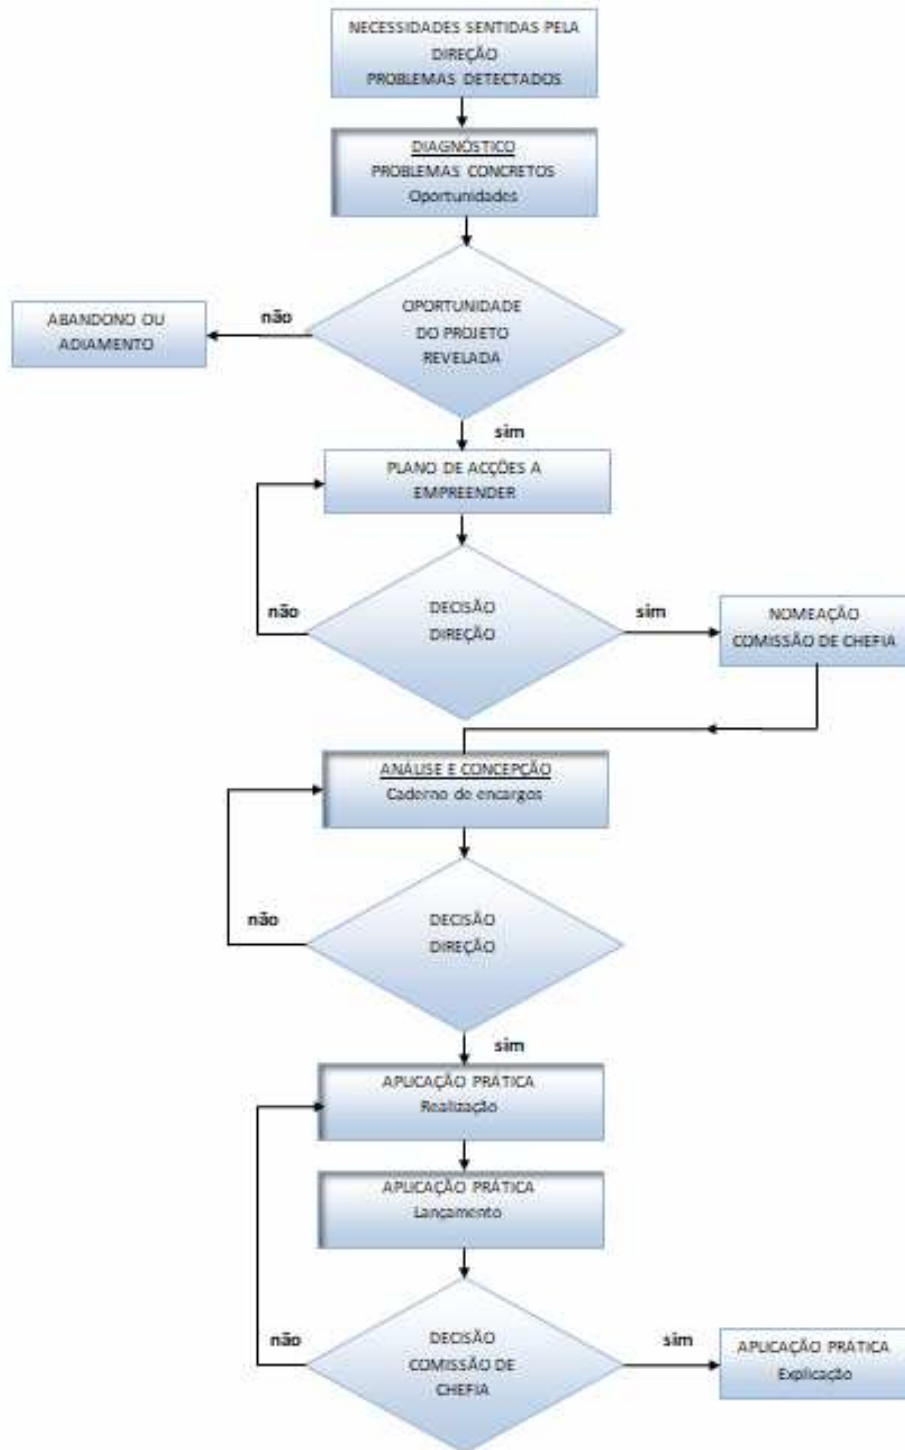 NECESSIDADES SENTIDAS PELA
DIREÇÃO
PROBLEMAS DETECTADOS
DIAGNÓSTICO
PROBLEMAS CONCRETOS
Oportunidades
OPORTUNIDADE
DO PROJETO
REVELADA
não
ABANDONO OU
ADIAMENTO
sim
PLANO DE ACÇÕES A
EMPREENDER
DECISÃO
DIREÇÃO
não
sim
NOMEAÇÃO
COMISSÃO DE CHEFIA
ANÁLISE E CONCEPÇÃO
Caderno de encargos
DECISÃO
DIREÇÃO
não
sim
APLICAÇÃO PRÁTICA
Realização
APLICAÇÃO PRÁTICA
Lançamento
DECISÃO
COMISSÃO DE
CHEFIA
não
sim
APLICAÇÃO PRÁTICA
Explicação